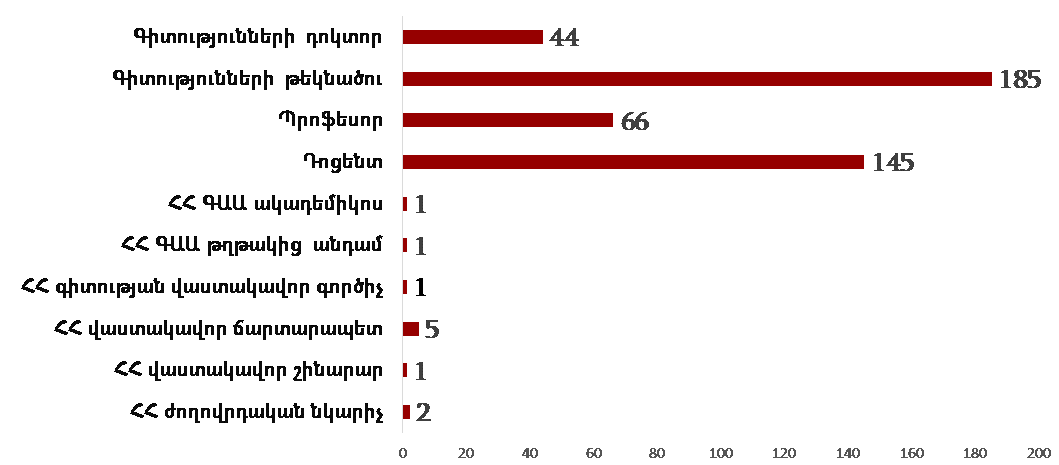 Գիտությունների դոկտոր 44
Գիտությունների թեկնածու 185
Պրոֆեսոր 66
Դոցենտ 145
ՀՀ ԳԱԱ ակադեմիկոս 1
ՀՀ ԳԱԱ թղթակից անդամ 1
ՀՀ գիտության վաստակավոր գործիչ 1
ՀՀ վաստակավոր ճարտարապետ 5
ՀՀ վաստակավոր շինարար 1
ՀՀ ժողովրդական նկարիչ 2
0 20 40 60 80 100 120 140 160 180 200